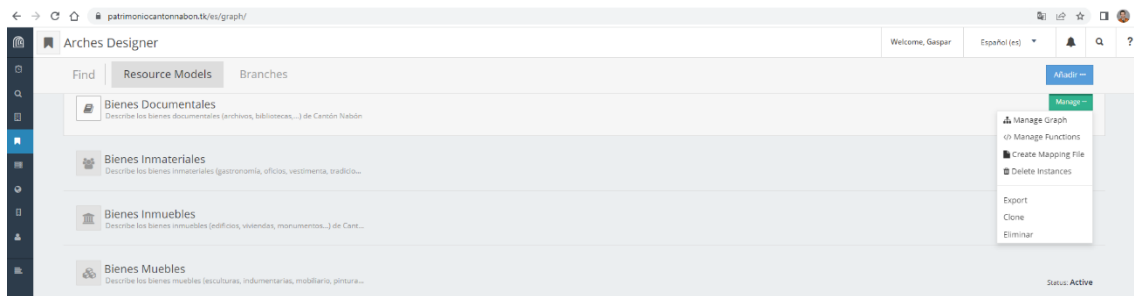 patrimoniocantonnabon.tk/es/graph/
Arches Designer
Welcome, Gaspar
Español (es)
?
Find
Resource Models
Branches
Añadir
Bienes Documentales
Describe los bienes documentales (archivos, bibliotecas,...) de Cantón Nabón.
Manage
Manage Graph
</> Manage Functions
Create Mapping File
Delete Instances
Export
Clone
Eliminar
Bienes Inmateriales
Describe los bienes inmateriales (gastronomía, oficios, vestimenta, tradicio...
Bienes Inmuebles
Describe los bienes inmuebles (edificios, viviendas, monumentos...) de Cant...
Bienes Muebles
Describe los bienes muebles (esculturas, indumentarias, mobiliario, pintura...
Status: Active